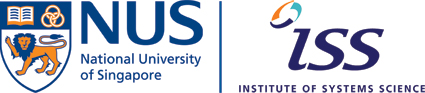 NUS
National University
of Singapore
iss
INSTITUTE OF SYSTEMS SCIENCE